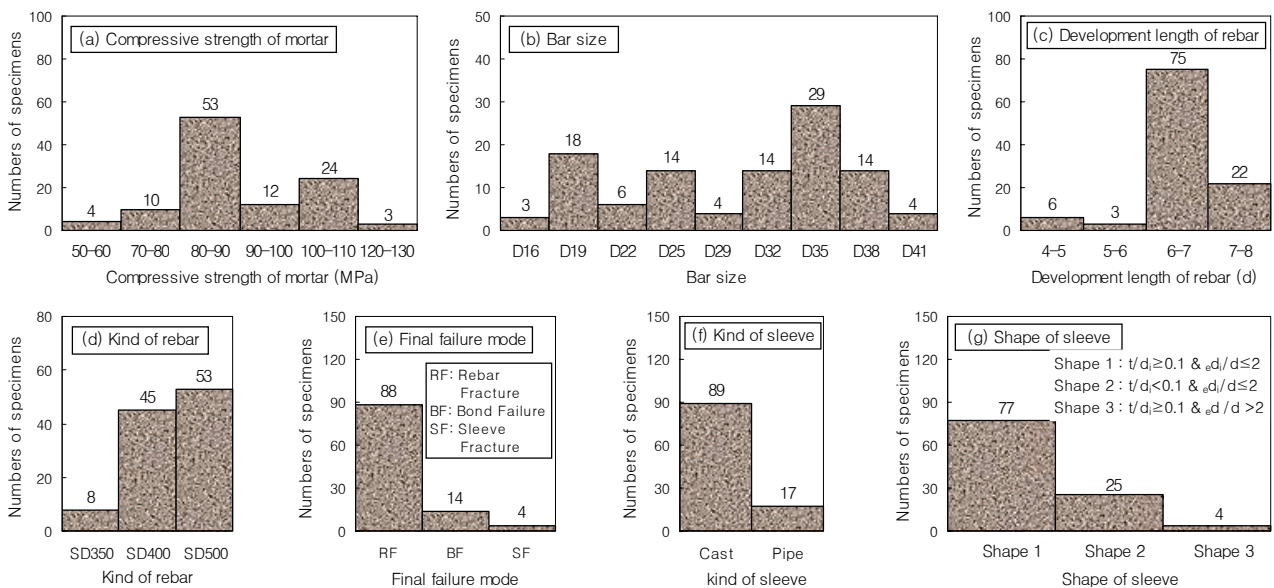 (a) Compressive strength of mortar
Numbers of specimens
100
80
60
40
20
0
4
10
53
12
24
3
50-60
70-80
80-90
90-100
100-110
120-130
Compressive strength of mortar (MPa)
(b) Bar size
Numbers of specimens
50
40
30
20
10
0
3
18
6
14
4
14
29
14
4
D16
D19
D22
D25
D29
D32
D35
D38
D41
Bar size
(c) Development length of rebar
Numbers of specimens
100
80
60
40
20
0
6
3
75
22
4-5
5-6
6-7
7-8
Development length of rebar (d)
(d) Kind of rebar
Numbers of specimens
80
60
40
20
0
8
45
53
SD350
SD400
SD500
Kind of rebar
(e) Final failure mode
RF: Rebar
Fracture
BF: Bond Failure
SF: Sleeve
Fracture
Numbers of specimens
150
120
90
60
30
0
88
14
4
RF
BF
SF
Final failure mode
(f) Kind of sleeve
Numbers of specimens
150
120
90
60
30
0
89
17
Cast
Pipe
kind of sleeve
(g) Shape of sleeve
Shape 1 : t/di≥0.1 & edi/d≤2
Shape 2 : t/di<0.1 & edi/d≤2
Shape 3 : t/di≥0.1 & ed /d >2
Numbers of specimens
150
120
90
60
30
0
77
25
4
Shape 1
Shape 2
Shape 3
Shape of sleeve